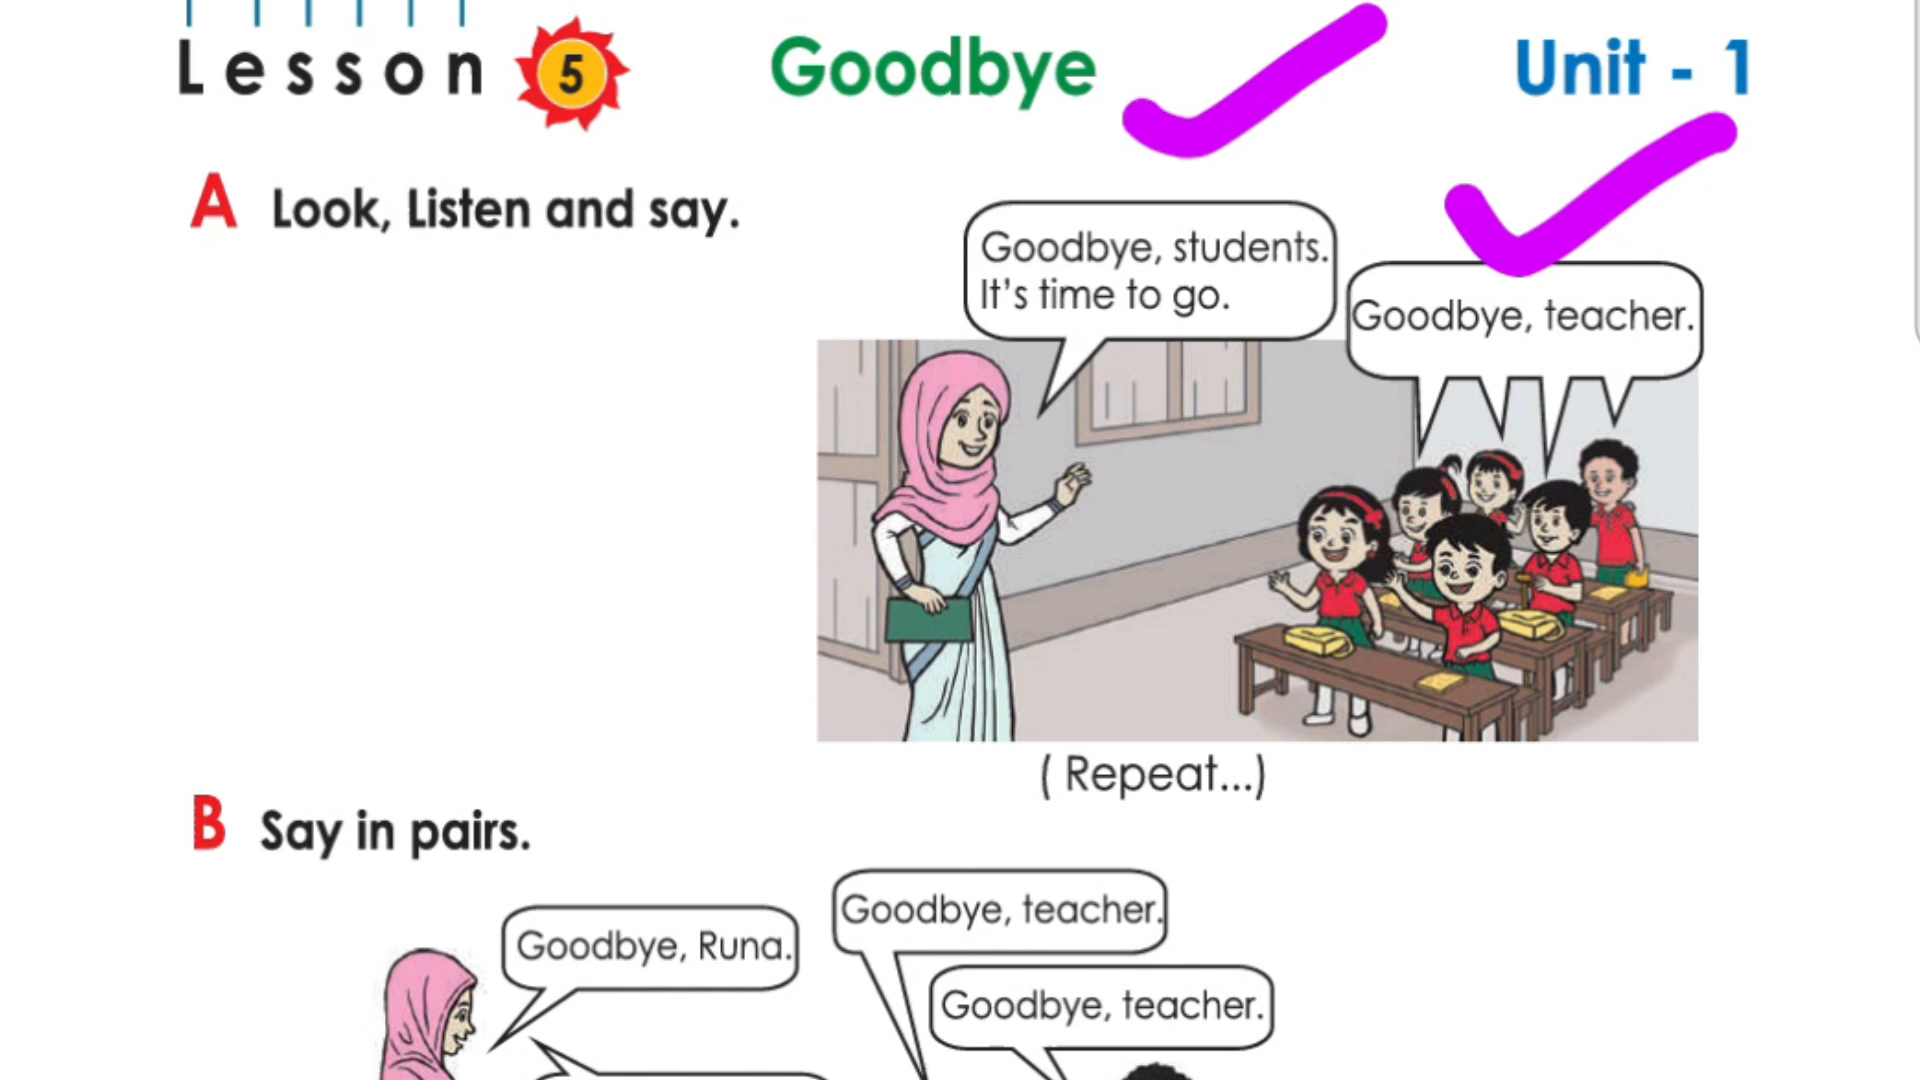 Lesson 5 Goodbye Unit - 1
A Look, Listen and say.
Goodbye, students.
It's time to go.
Goodbye, teacher.
( Repeat...)
B Say in pairs.
Goodbye, Runa.
Goodbye, teacher.
Goodbye, teacher.